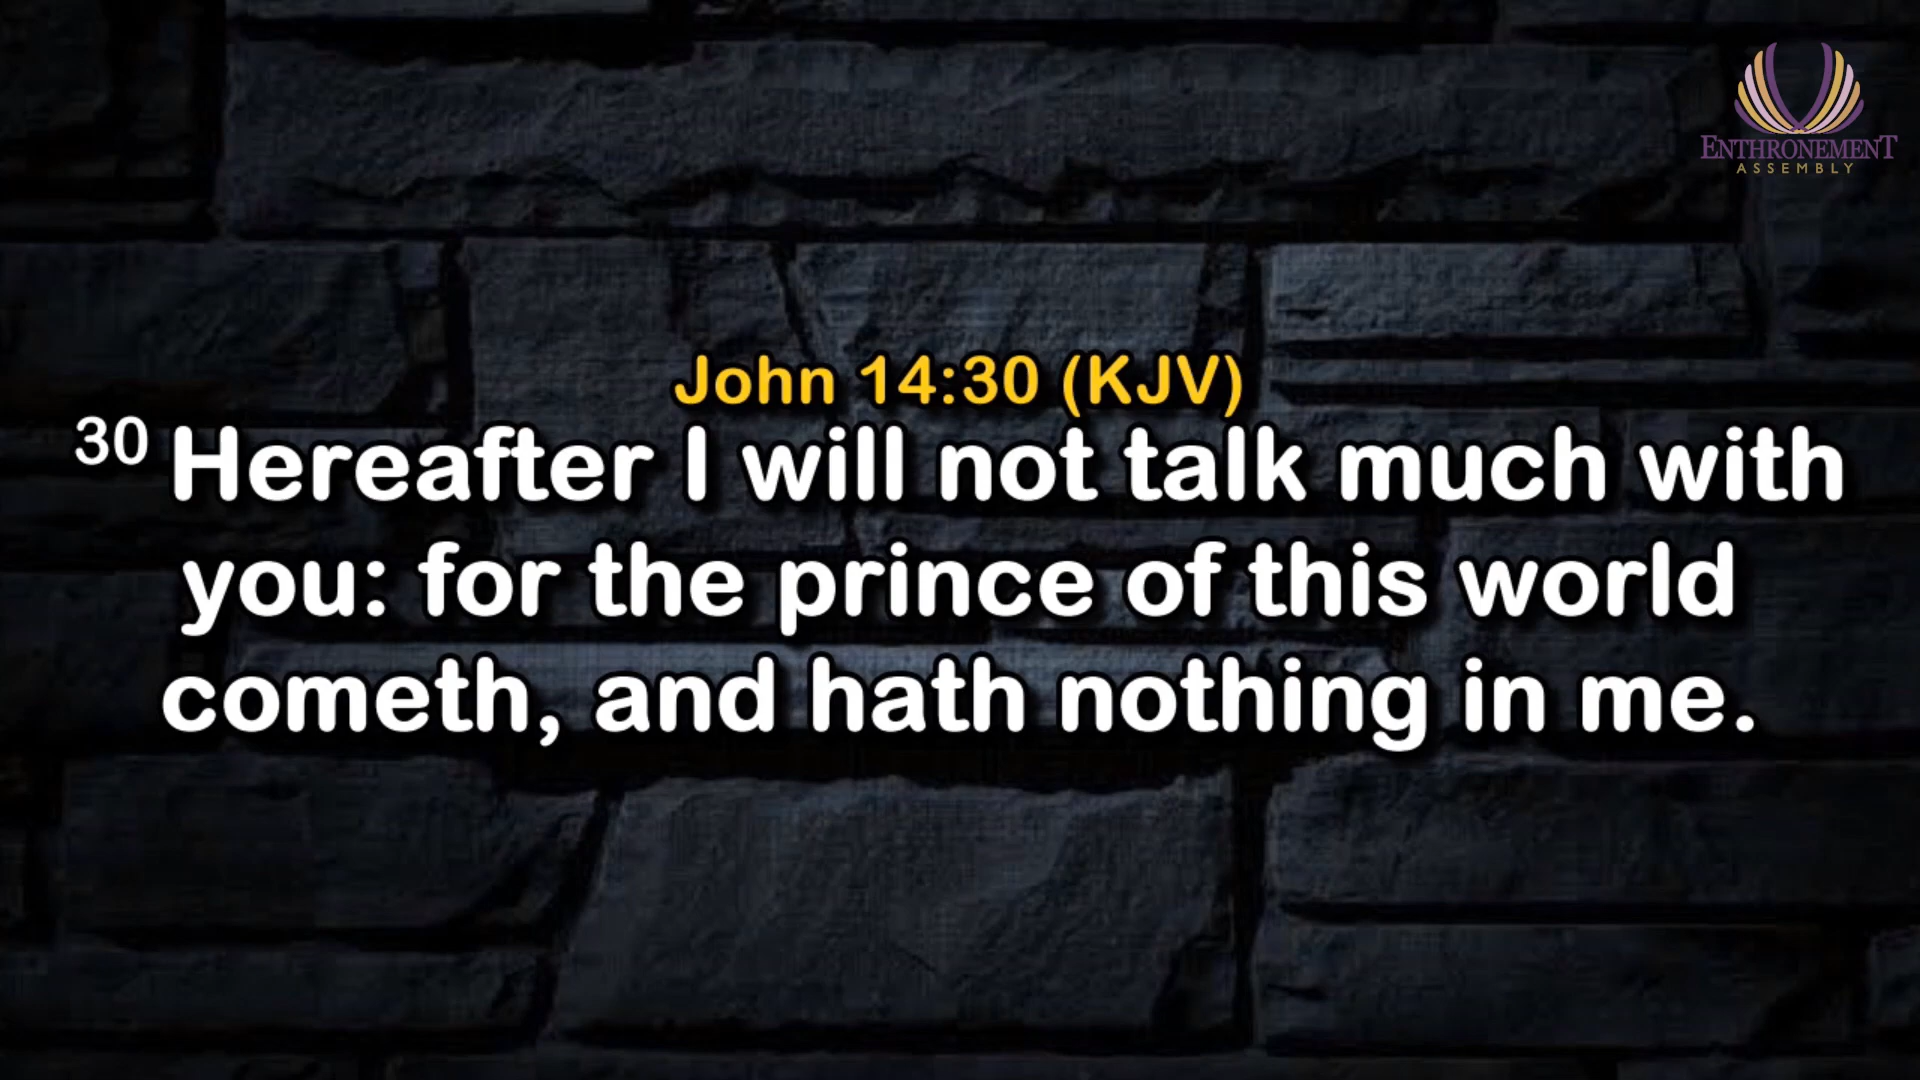 ENTHRONEMENT
ASSEMBLY
John 14:30 (KJV)
30 Hereafter I will not talk much with
you: for the prince of this world
cometh, and hath nothing in me.